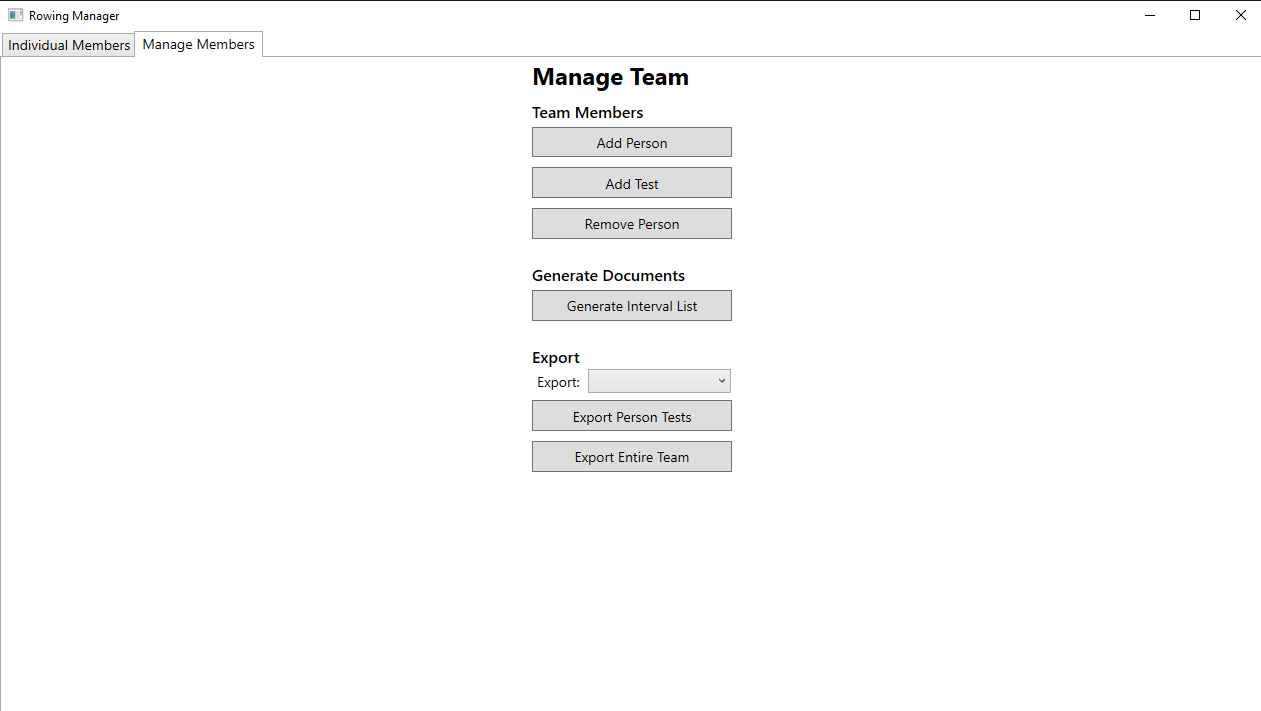 Rowing Manager
Individual Members
Manage Members
Manage Team
Team Members
Add Person
Add Test
Remove Person
Generate Documents
Generate Interval List
Export
Export:
Export Person Tests
Export Entire Team